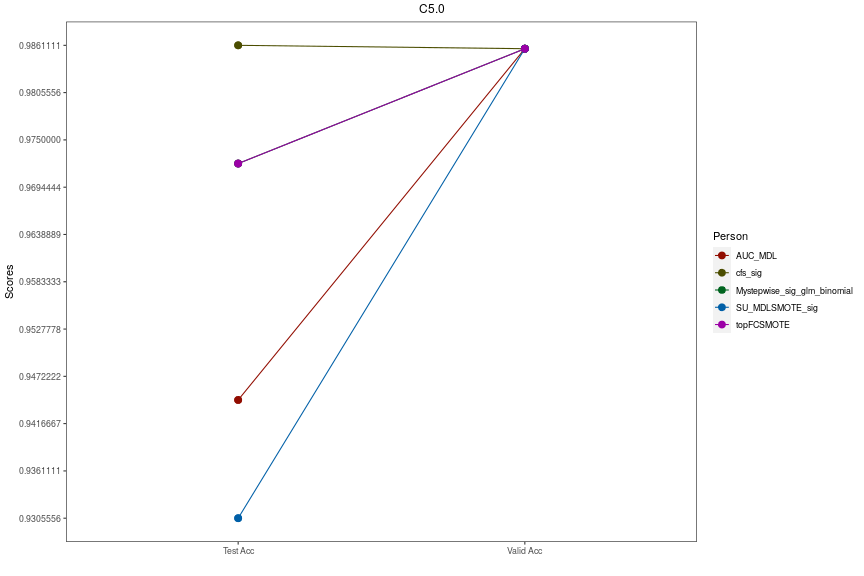 C5.0
0.9861111
0.9805556
0.9750000
0.9694444
0.9638889
0.9583333
0.9527778
0.9472222
0.9416667
0.9361111
0.9305556
Scores
Test Acc
Valid Acc
Person
AUC_MDL
cfs_sig
Mystepwise_sig_glm_binomial
SU_MDLSMOTE_sig
topFCSMOTE